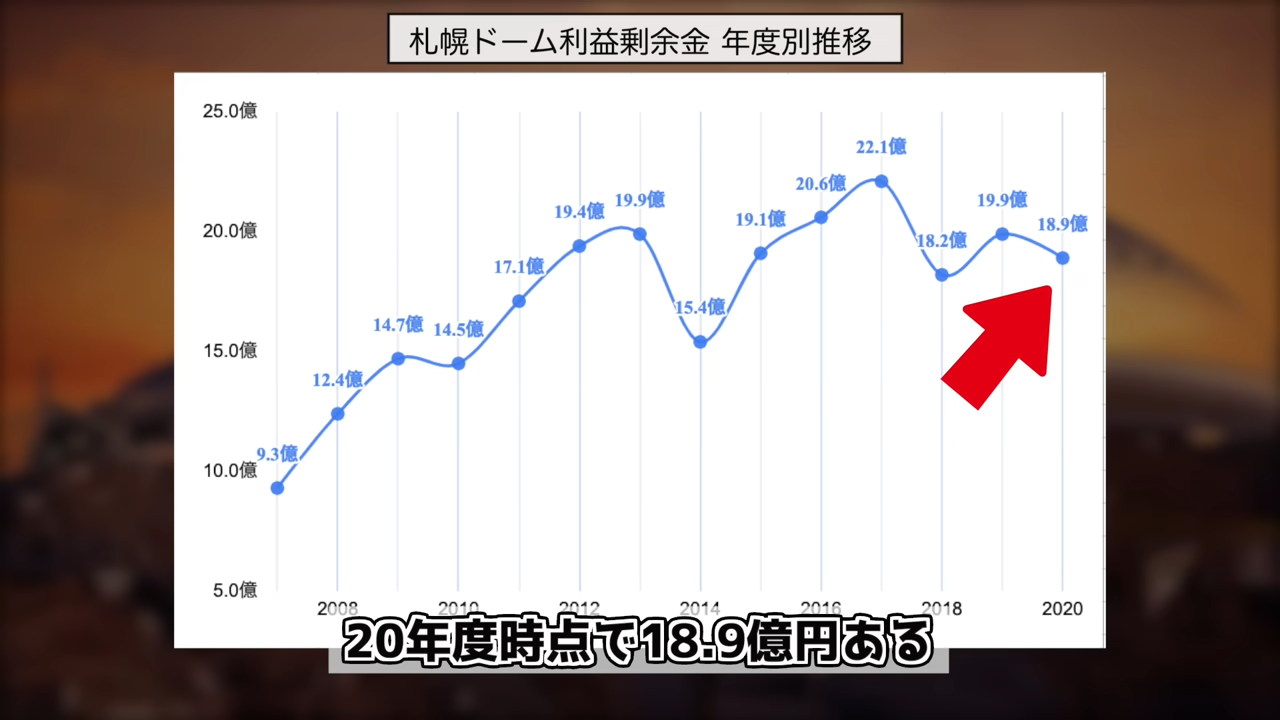 札幌ドーム利益剰余金 年度別推移
25.0億
20.0億
15.0億
10.0億
5.0億
9.3億
12.4億
14.7億
14.5億
17.1億
19.4億
19.9億
15.4億
19.1億
20.6億
22.1億
18.2億
19.9億
18.9億
2008
2010
2012
2014
2016
2018
2020
20年度時点で18.9億円ある